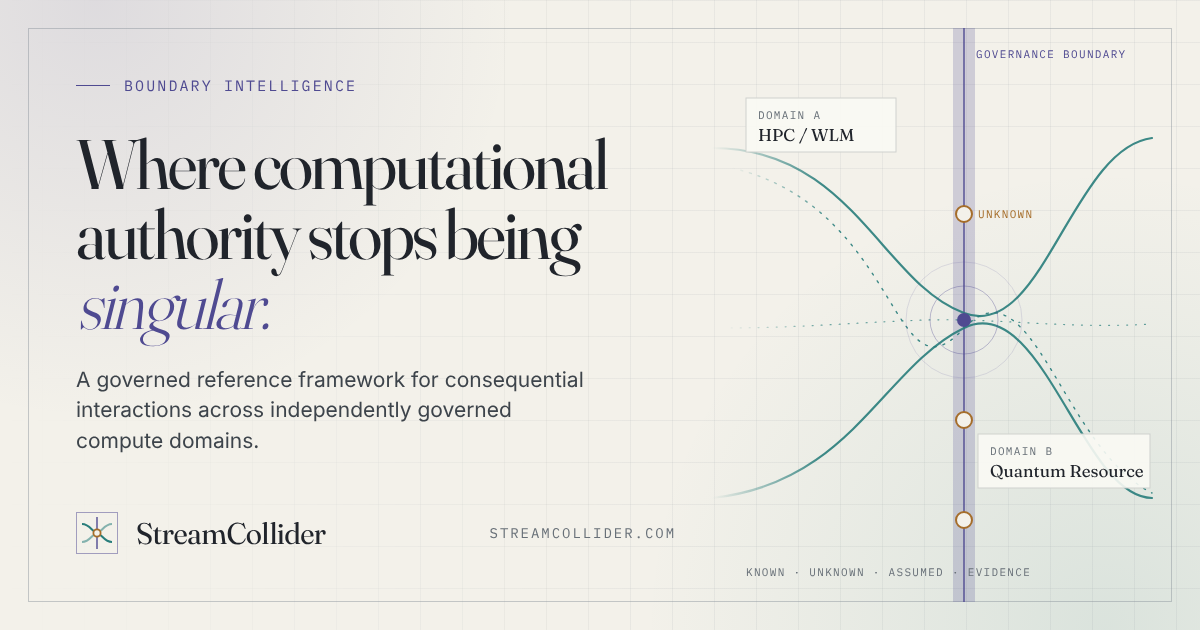 BOUNDARY INTELLIGENCE
Where computational
authority stops being
singular.
A governed reference framework for consequential
interactions across independently governed
compute domains.
StreamCollider
STREAMCOLLIDER.COM
GOVERNANCE BOUNDARY
DOMAIN A
HPC / WLM
UNKNOWN
DOMAIN B
Quantum Resource
KNOWN · UNKNOWN · ASSUMED · EVIDENCE